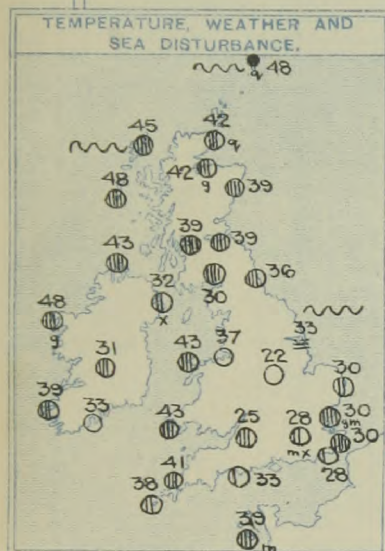 TEMPERATURE, WEATHER AND
SEA DISTURBANCE.
q 48
45 42
q
42
q 39
48
39 39
43
36
30
32
x
48
q
33
37
43
31
22
30
39
33
30
gm
43 25 28
mx
30
28
41
38 33
39
m